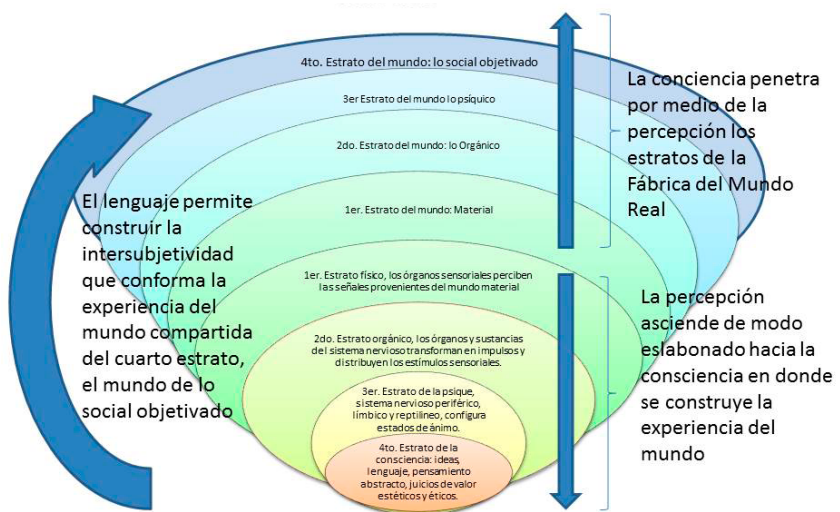 4to. Estrato del mundo: lo social objetivado
3er Estrato del mundo lo psíquico
2do. Estrato del mundo: lo Orgánico
1er. Estrato del mundo: Material
1er. Estrato físico, los órganos sensoriales perciben
las señales provenientes del mundo material
2do. Estrato orgánico, los órganos y sustancias
del sistema nervioso transforman en impulsos y
distribuyen los estímulos sensoriales.
3er. Estrato de la psique,
sistema nervioso periférico,
límbico y reptilineo, configura
estados de ánimo.
4to. Estrato de la
consciencia: ideas,
lenguaje, pensamiento
abstracto, juicios de valor
estéticos y éticos.
El lenguaje permite
construir la
intersubjetividad
que conforma la
experiencia del
mundo compartida
del cuarto estrato,
el mundo de lo
social objetivado
La conciencia penetra
por medio de la
percepción los
estratos de la
Fábrica del Mundo
Real
La percepción
asciende de modo
eslabonado hacia la
consciencia en donde
se construye la
experiencia del
mundo